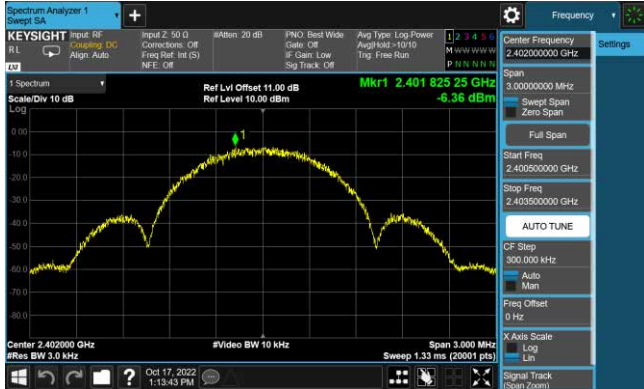 Spectrum Analyzer 1
Swept SA
Frequency
KEYSIGHT
R L
Input: RF
Coupling: DC
Align: Auto
Input Z: 50 Ω
Corrections: Off
Freq Ref: Int (S)
NFE: Off
#Atten: 20 dB
PNO: Best Wide
Gate: Off
IF Gain: Low
Sig Track: Off
Avg Type: Log-Power
Avg|Hold:>10/10
Trig: Free Run
1 2 3 4 5 6
M W W W W W
P N N N N N
Center Frequency
2.402000000 GHz
Settings
1 Spectrum
Scale/Div 10 dB
Log
Ref Lvl Offset 11.00 dB
Ref Level 10.00 dBm
Mkr1 2.401 825 25 GHz
-6.36 dBm
Span
3.00000000 MHz
Swept Span
Zero Span
Full Span
Start Freq
2.400500000 GHz
Stop Freq
2.403500000 GHz
AUTO TUNE
CF Step
300.000 kHz
Auto
Man
Freq Offset
0 Hz
X Axis Scale
Log
Lin
Signal Track
(Span Zoom)
1
0.00
-10.0
-20.0
-30.0
-40.0
-50.0
-60.0
-70.0
-80.0
Center 2.402000 GHz
#Video BW 10 kHz
Span 3.000 MHz
#Res BW 3.0 kHz
Sweep 1.33 ms (20001 pts)
Oct 17, 2022
1:13:43 PM